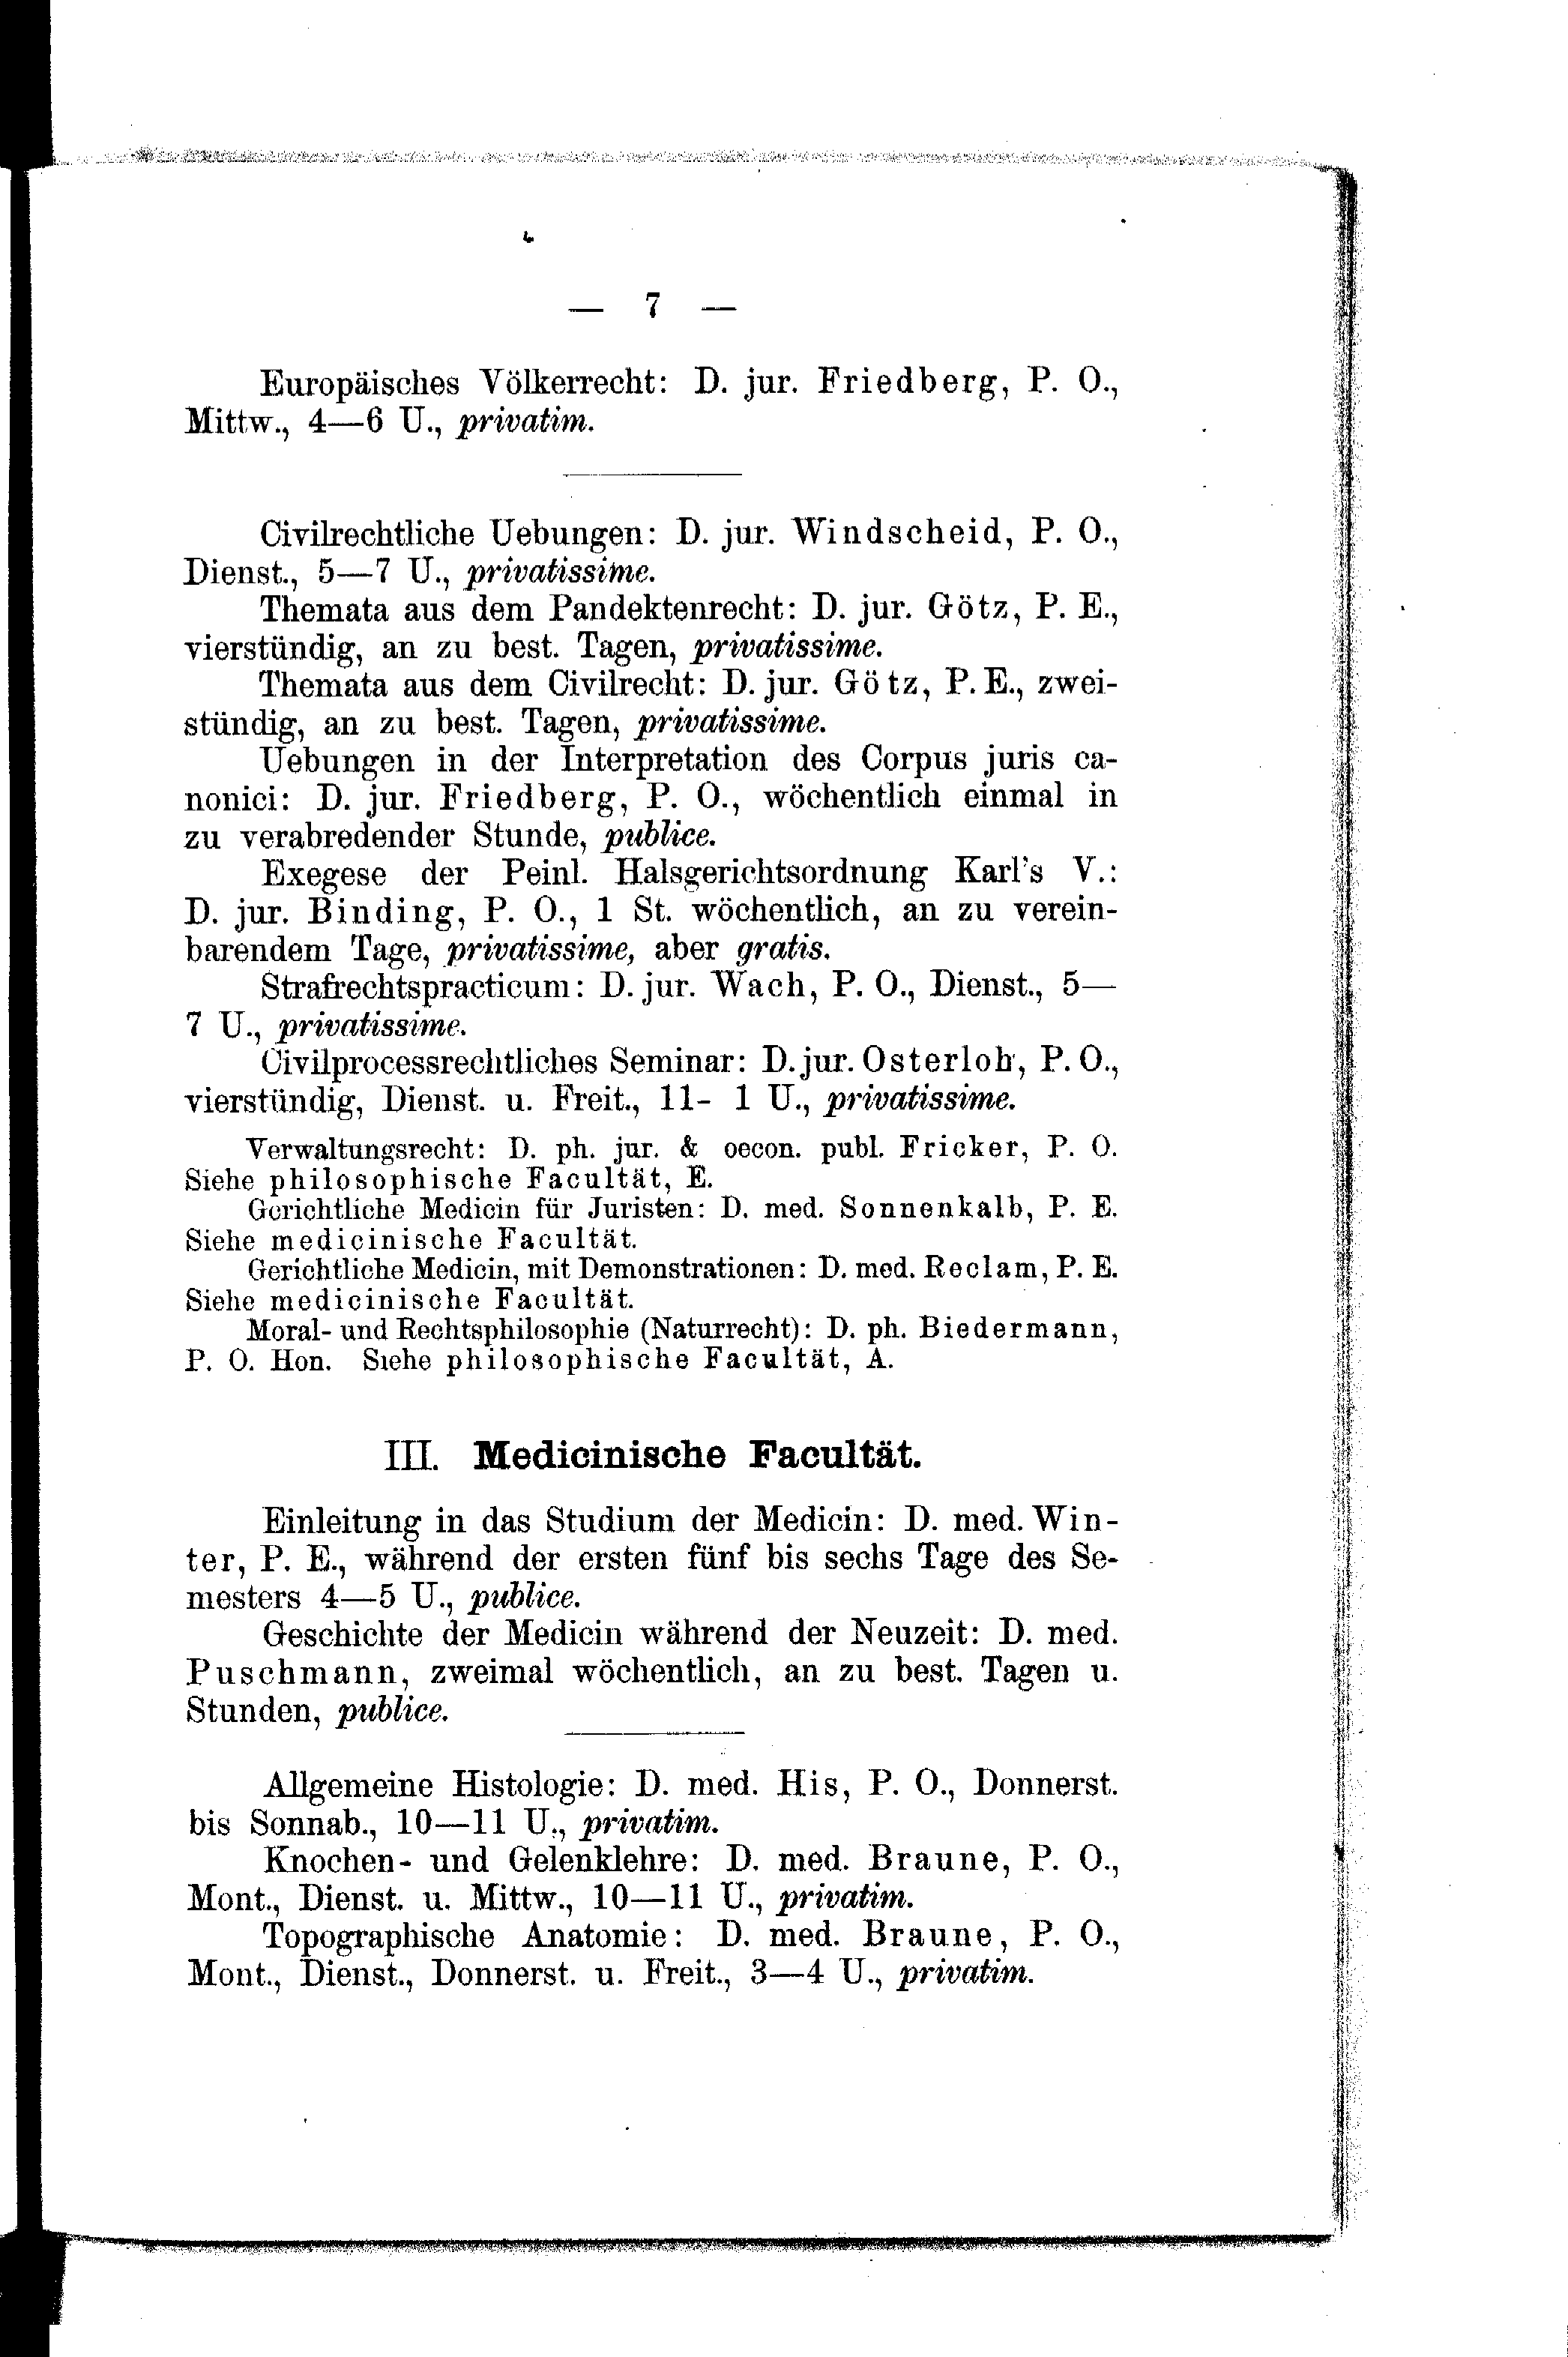 — 7 —
Europäisches Völkerrecht: D. jur. Friedberg, P. O.,
Mittw., 4—6 U., privatim.
Civilrechtliche Uebungen: D. jur. Windscheid, P. O.,
Dienst., 5—7 U., privatissime.
Themata aus dem Pandektenrecht: D. jur. Götz, P. E.,
vierstündig, an zu best. Tagen, privatissime.
Themata aus dem Civilrecht: D. jur. Götz, P. E., zwei-
stündig, an zu best. Tagen, privatissime.
Uebungen in der Interpretation des Corpus juris ca-
nonici: D. jur. Friedberg, P. O., wöchentlich einmal in
zu verabredender Stunde, publice.
Exegese der Peinl. Halsgerichtsordnung Karl's V.:
D. jur. Binding, P. O., 1 St. wöchentlich, an zu verein-
barendem Tage, privatissime, aber gratis.
Strafrechtspracticum: D. jur. Wach, P. O., Dienst., 5—
7 U., privatissime.
Civilprocessrechtliches Seminar: D. jur. Osterloh, P. O.,
vierstündig, Dienst. u. Freit., 11- 1 U., privatissime.
Verwaltungsrecht: D. ph. jur. & oecon. publ. Fricker, P. O.
Siehe philosophische Facultät, E.
Gerichtliche Medicin für Juristen: D. med. Sonnenkalb, P. E.
Siehe medicinische Facultät.
Gerichtliche Medicin, mit Demonstrationen: D. med. Reclam, P. E.
Siehe medicinische Facultät.
Moral- und Rechtsphilosophie (Naturrecht): D. ph. Biedermann,
P. O. Hon. Siehe philosophische Facultät, A.
III. Medicinische Facultät.
Einleitung in das Studium der Medicin: D. med. Win-
ter, P. E., während der ersten fünf bis sechs Tage des Se-
mesters 4—5 U., publice.
Geschichte der Medicin während der Neuzeit: D. med.
Puschmann, zweimal wöchentlich, an zu best. Tagen u.
Stunden, publice.
Allgemeine Histologie: D. med. His, P. O., Donnerst.
bis Sonnab., 10—11 U., privatim.
Knochen- und Gelenklehre: D. med. Braune, P. O.,
Mont., Dienst. u. Mittw., 10—11 U., privatim.
Topographische Anatomie: D. med. Braune, P. O.,
Mont., Dienst., Donnerst. u. Freit., 3—4 U., privatim.